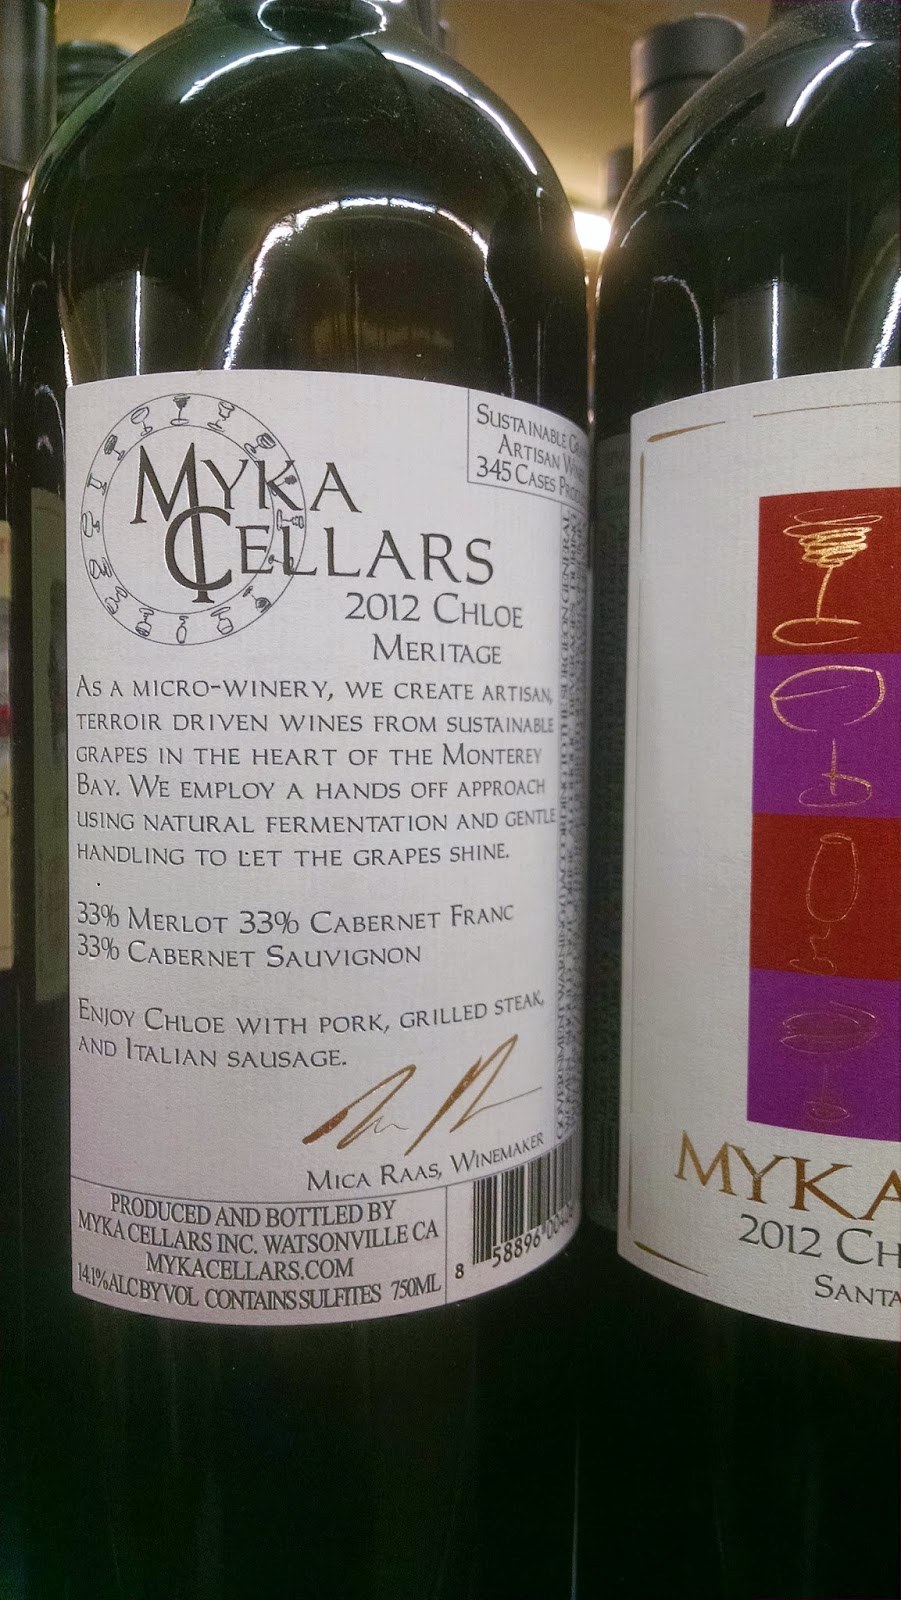 MYKA
CELLARS
2012 CHLOE
MERITAGE
SUSTAINABLE
ARTISAN
345 CASES
AS A MICRO-WINERY, WE CREATE ARTISAN,
TERROIR DRIVEN WINES FROM SUSTAINABLE
GRAPES IN THE HEART OF THE MONTEREY
BAY. WE EMPLOY A HANDS OFF APPROACH
USING NATURAL FERMENTATION AND GENTLE
HANDLING TO LET THE GRAPES SHINE.
33% MERLOT 33% CABERNET FRANC
33% CABERNET SAUVIGNON
ENJOY CHLOE WITH PORK, GRILLED STEAK,
AND ITALIAN SAUSAGE.
MICA RAAS, WINEMAKER
PRODUCED AND BOTTLED BY
MYKA CELLARS INC. WATSONVILLE CA
MYKACELLARS.COM
14.1% ALC BY VOL CONTAINS SULFITES 750ML
8 58896 00
MYKA
2012 CH
SANTA